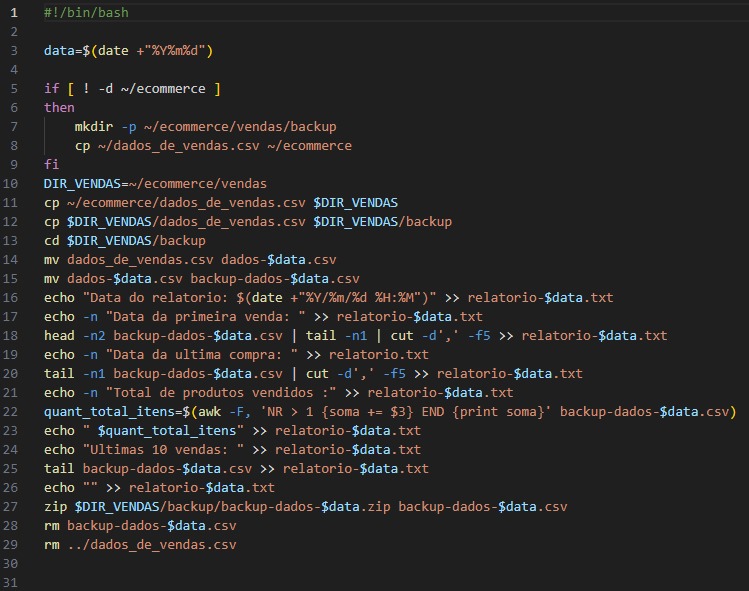 1 #!/bin/bash
2
3 data=$(date +"%Y%m%d")
4
5 if [ ! -d ~/ecommerce ]
6 then
7     mkdir -p ~/ecommerce/vendas/backup
8     cp ~/dados_de_vendas.csv ~/ecommerce
9 fi
10 DIR_VENDAS=~/ecommerce/vendas
11 cp ~/ecommerce/dados_de_vendas.csv $DIR_VENDAS
12 cp $DIR_VENDAS/dados_de_vendas.csv $DIR_VENDAS/backup
13 cd $DIR_VENDAS/backup
14 mv dados_de_vendas.csv dados-$data.csv
15 mv dados-$data.csv backup-dados-$data.csv
16 echo "Data do relatorio: $(date +"%Y/%m/%d %H:%M")" >> relatorio-$data.txt
17 echo -n "Data da primeira venda: " >> relatorio-$data.txt
18 head -n2 backup-dados-$data.csv | tail -n1 | cut -d',' -f5 >> relatorio-$data.txt
19 echo -n "Data da ultima compra: " >> relatorio.txt
20 tail -n1 backup-dados-$data.csv | cut -d',' -f5 >> relatorio-$data.txt
21 echo -n "Total de produtos vendidos :" >> relatorio-$data.txt
22 quant_total_itens=$(awk -F, 'NR > 1 {soma += $3} END {print soma}' backup-dados-$data.csv)
23 echo " $quant_total_itens" >> relatorio-$data.txt
24 echo "Ultimas 10 vendas: " >> relatorio-$data.txt
25 tail backup-dados-$data.csv >> relatorio-$data.txt
26 echo "" >> relatorio-$data.txt
27 zip $DIR_VENDAS/backup/backup-dados-$data.zip backup-dados-$data.csv
28 rm backup-dados-$data.csv
29 rm ../dados_de_vendas.csv
30
31